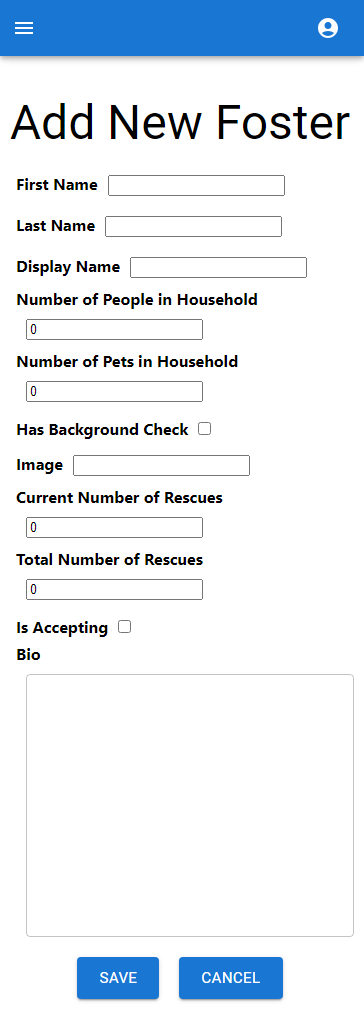 Add New Foster
First Name
Last Name
Display Name
Number of People in Household
0
Number of Pets in Household
0
Has Background Check
Image
Current Number of Rescues
0
Total Number of Rescues
0
Is Accepting
Bio
SAVE CANCEL